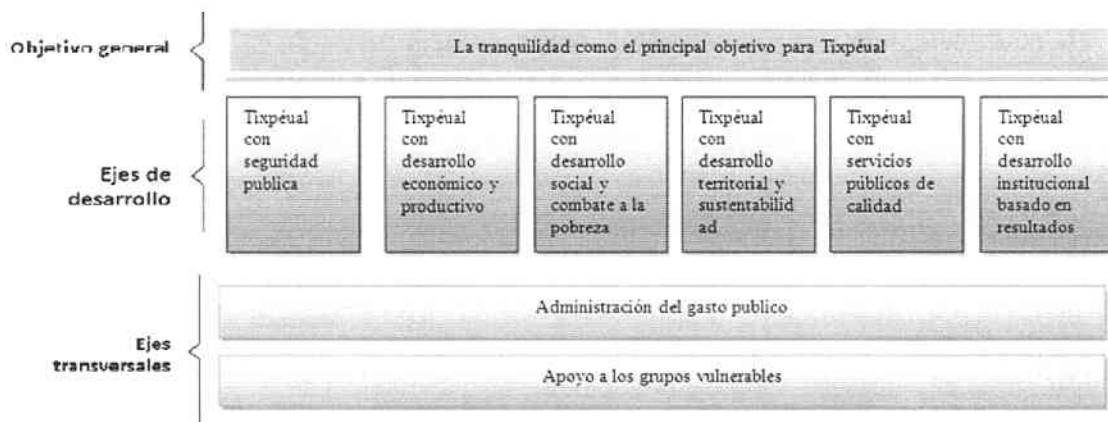 Objetivo general
La tranquilidad como el principal objetivo para Tixpéual
Ejes de
desarrollo
Tixpéual
con
seguridad
publica
Tixpéual
con
desarrollo
económico y
productivo
Tixpéual
con
desarrollo
social y
combate a la
pobreza
Tixpéual
con
desarrollo
territorial y
sustentabilid
ad
Tixpéual
con
servicios
públicos de
calidad
Tixpéual
con
desarrollo
institucional
basado en
resultados
Ejes
transversales
Administración del gasto publico
Apoyo a los grupos vulnerables